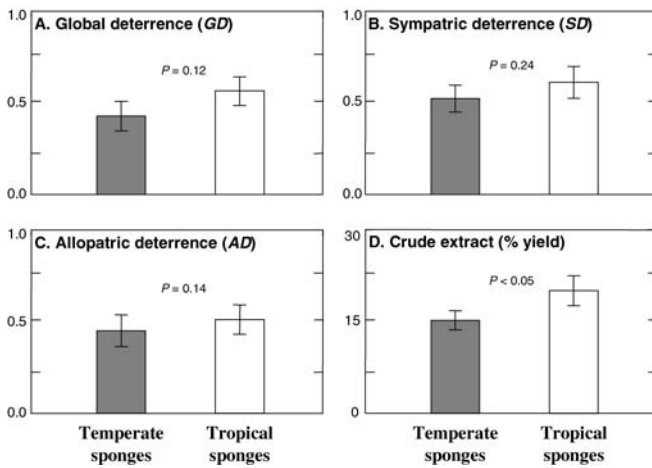 1.0
A. Global deterrence (GD)
P = 0.12
0.5
0.0
1.0
B. Sympatric deterrence (SD)
P = 0.24
0.5
0.0
1.0
C. Allopatric deterrence (AD)
P = 0.14
0.5
0.0
30
D. Crude extract (% yield)
P < 0.05
15
0
Temperate
sponges
Tropical
sponges
Temperate
sponges
Tropical
sponges